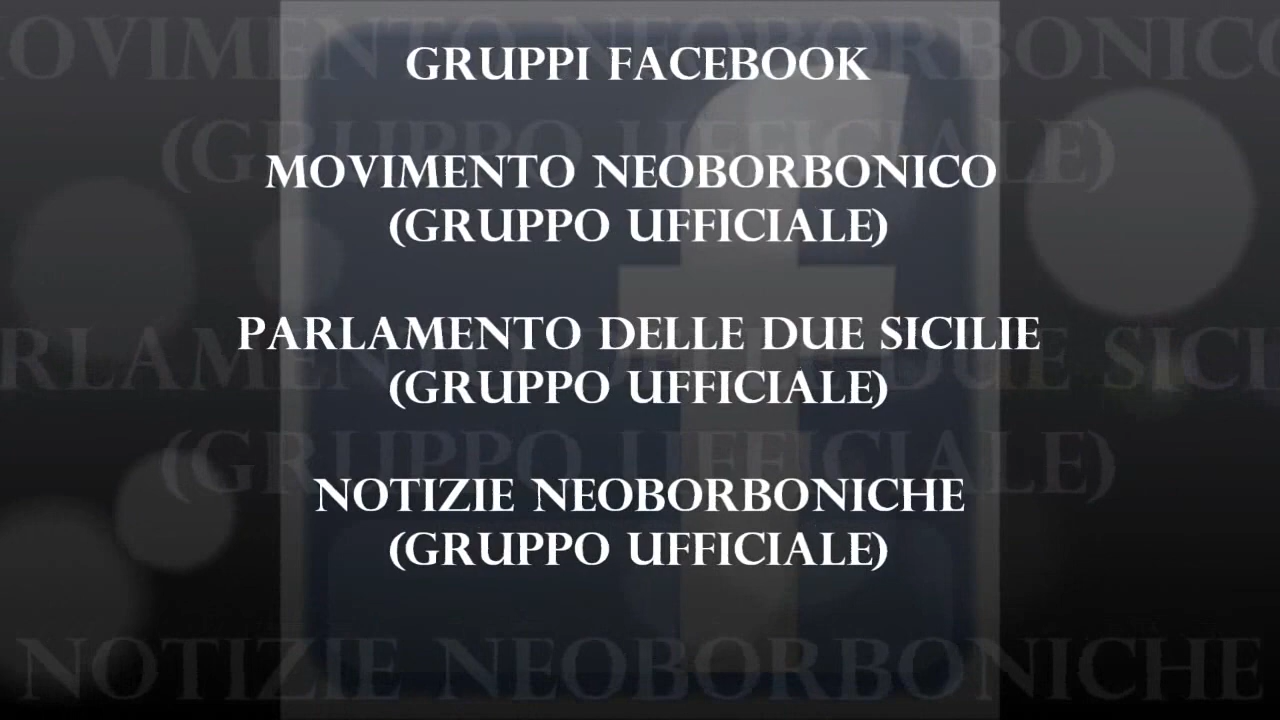 GRUPPI FACEBOOK
MOVIMENTO NEOBORBONICO
(GRUPPO UFFICIALE)
PARLAMENTO DELLE DUE SICILIE
(GRUPPO UFFICIALE)
NOTIZIE NEOBORBONICHE
(GRUPPO UFFICIALE)